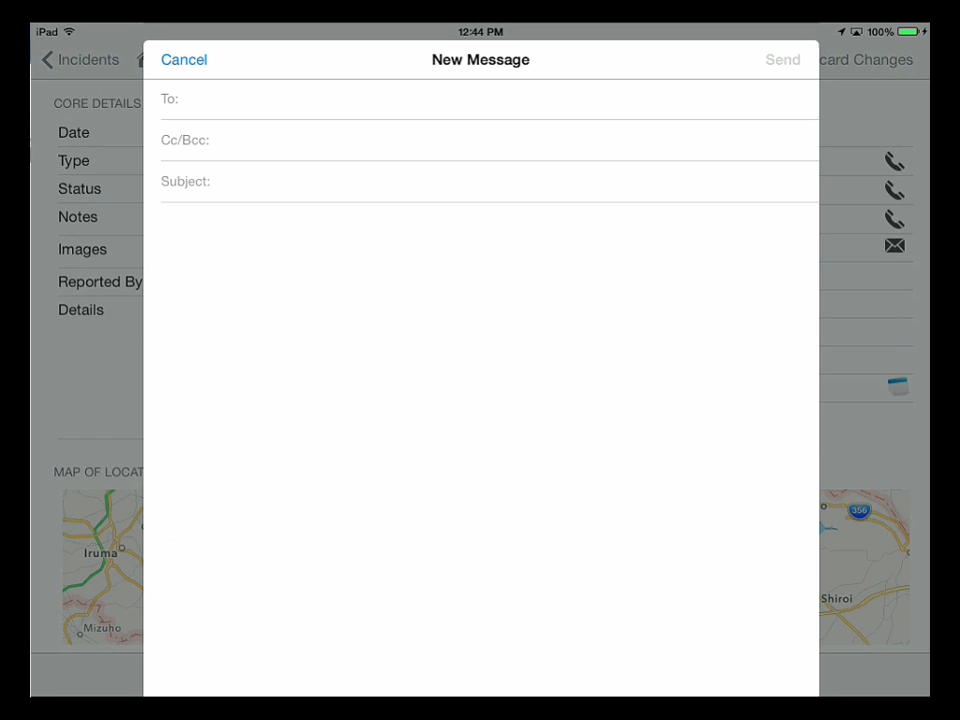 iPad 12:44 PM 100%
Incidents card Changes
Cancel New Message Send
To:
Cc/Bcc:
Subject:
CORE DETAILS
Date
Type
Status
Notes
Images
Reported By
Details
MAP OF LOCAT
356
Iruma
Shiroi
Mizuho